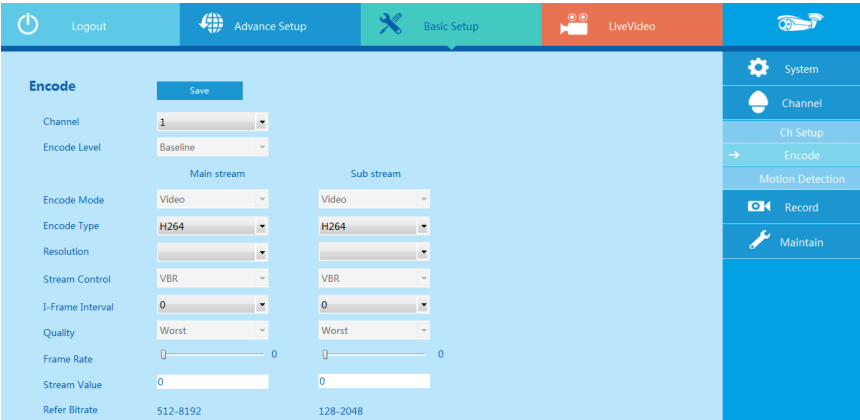 Logout
Advance Setup
Basic Setup
LiveVideo
Encode
Save
Channel 1
Encode Level Baseline
Main stream Sub stream
Encode Mode Video Video
Encode Type H264 H264
Resolution
Stream Control VBR VBR
I-Frame Interval 0 0
Quality Worst Worst
Frame Rate 0 0
Stream Value 0 0
Refer Bitrate 512-8192 128-2048
System
Channel
Ch Setup
Encode
Motion Detection
Record
Maintain